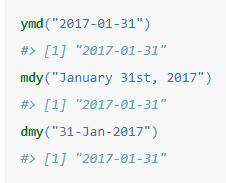 ymd("2017-01-31")
#> [1] "2017-01-31"
mdy("January 31st, 2017")
#> [1] "2017-01-31"
dmy("31-Jan-2017")
#> [1] "2017-01-31"